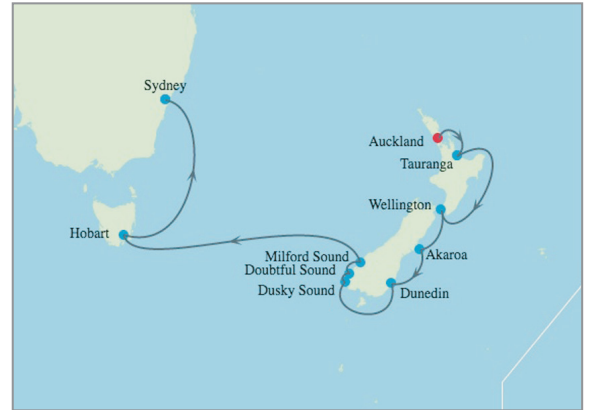 Sydney
Auckland
Tauranga
Wellington
Hobart
Akaroa
Milford Sound
Doubtful Sound
Dusky Sound
Dunedin